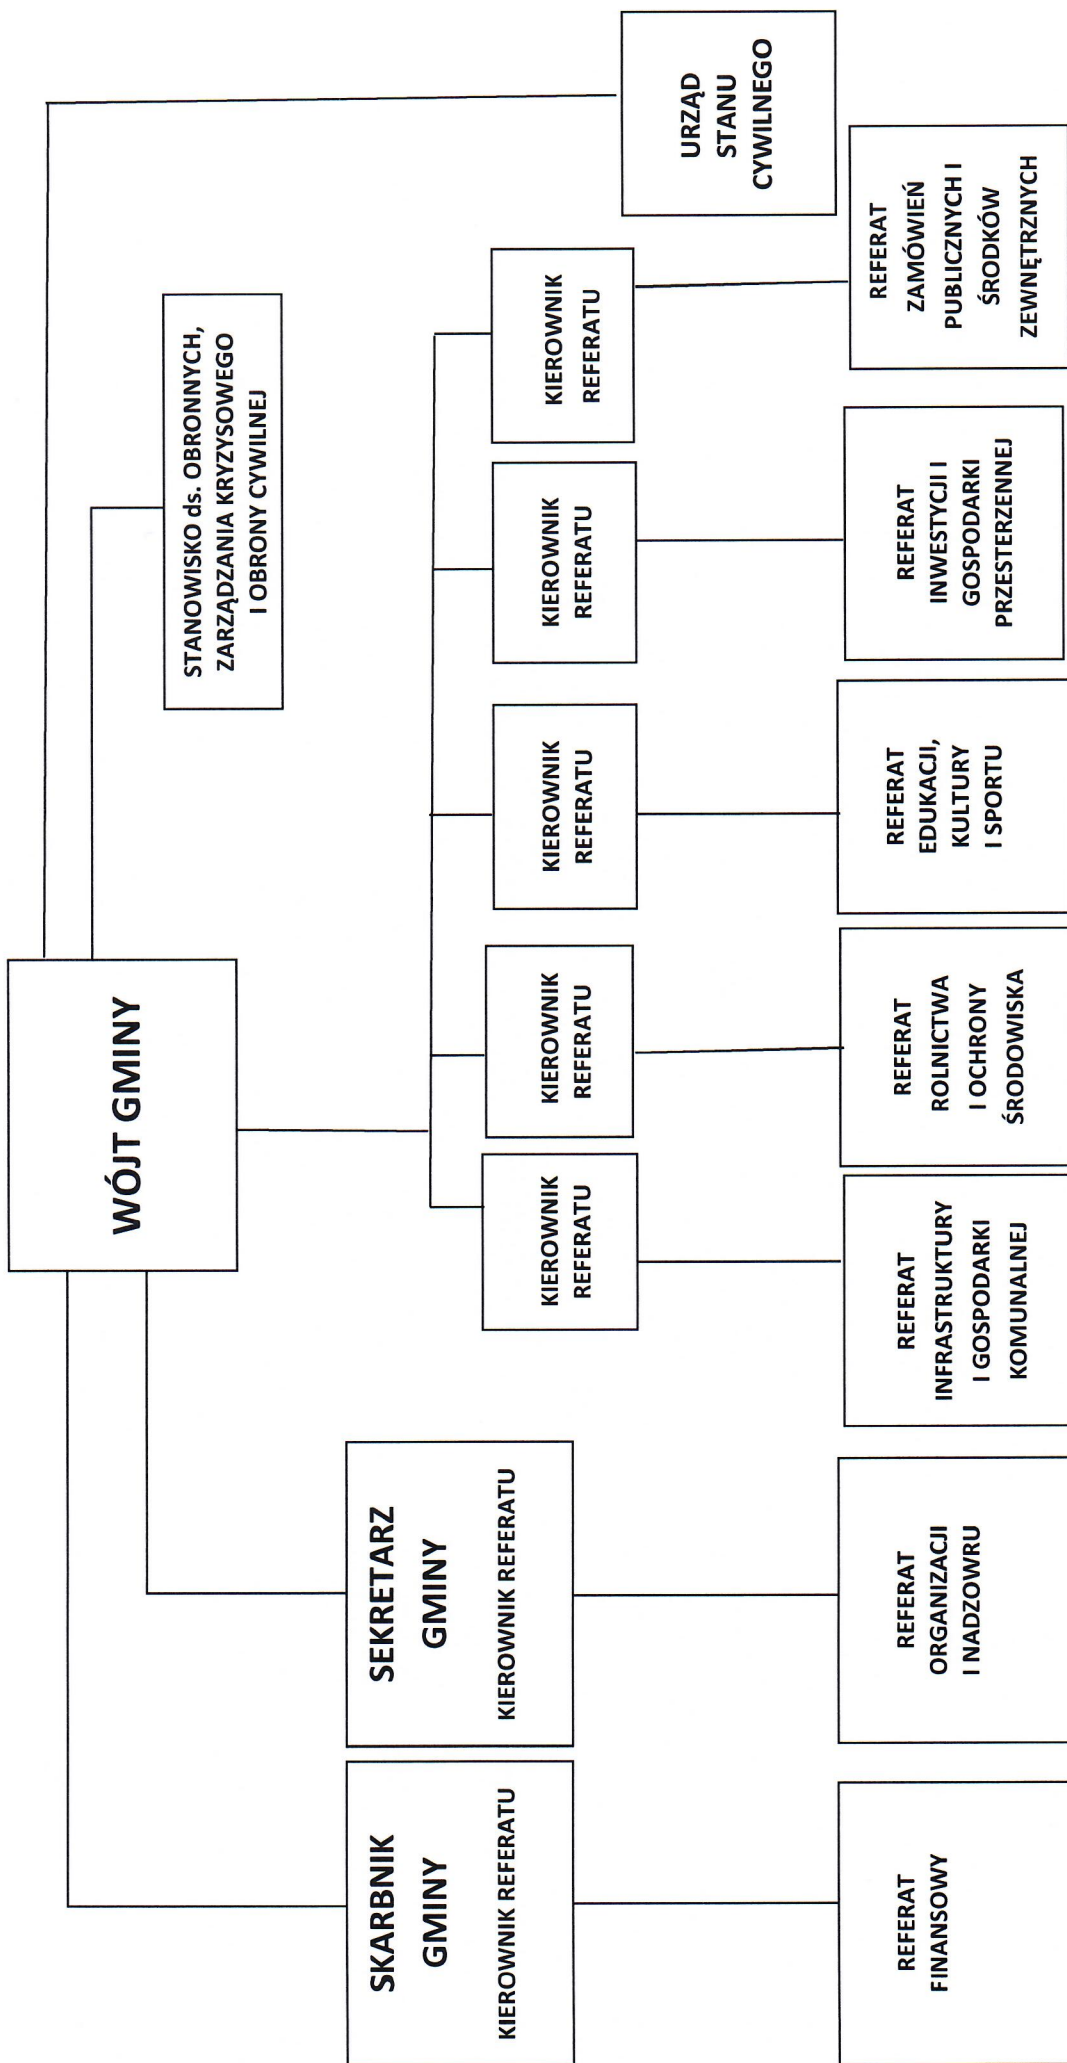 WÓJT GMINY
STANOWISKO ds. OBRONNYCH,
ZARZĄDZANIA KRYZYSOWEGO
I OBRONY CYWILNEJ
SKARBNIK
GMINY
KIEROWNIK REFERATU
SEKRETARZ
GMINY
KIEROWNIK REFERATU
KIEROWNIK
REFERATU
KIEROWNIK
REFERATU
KIEROWNIK
REFERATU
KIEROWNIK
REFERATU
KIEROWNIK
REFERATU
URZĄD
STANU
CYWILNEGO
REFERAT
FINANSOWY
REFERAT
ORGANIZACJI
I NADZOWRU
REFERAT
INFRASTRUKTURY
I GOSPODARKI
KOMUNALNEJ
REFERAT
ROLNICTWA
I OCHRONY
ŚRODOWISKA
REFERAT
EDUKACJI,
KULTURY
I SPORTU
REFERAT
INWESTYCJI I
GOSPODARKI
PRZESTERZENNEJ
REFERAT
ZAMÓWIEŃ
PUBLICZNYCH I
ŚRODKÓW
ZEWNĘTRZNYCH